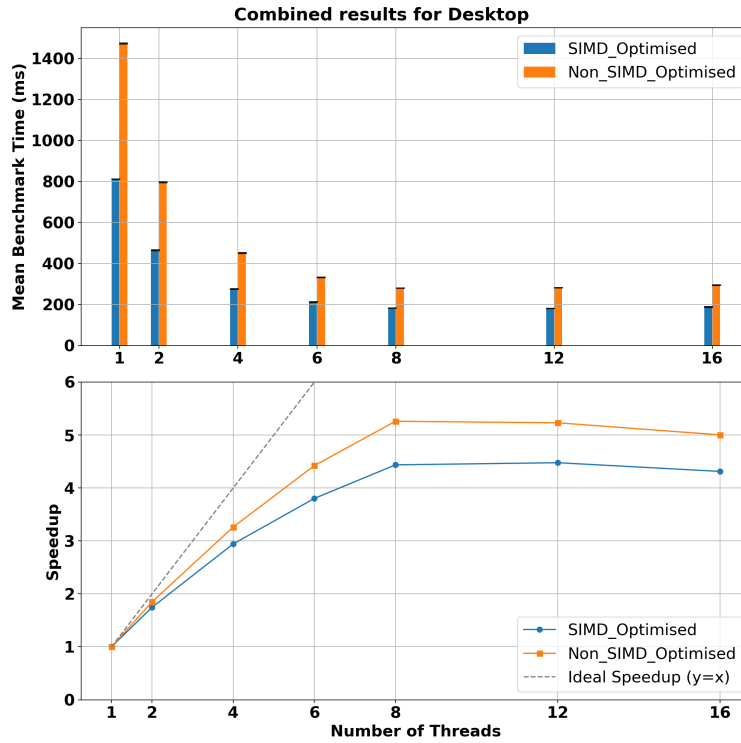 Combined results for Desktop
Mean Benchmark Time (ms)
1400
1200
1000
800
600
400
200
0
SIMD_Optimised
Non_SIMD_Optimised
1 2 4 6 8 12 16
Speedup
6
5
4
3
2
1
0
SIMD_Optimised
Non_SIMD_Optimised
Ideal Speedup (y=x)
1 2 4 6 8 12 16
Number of Threads